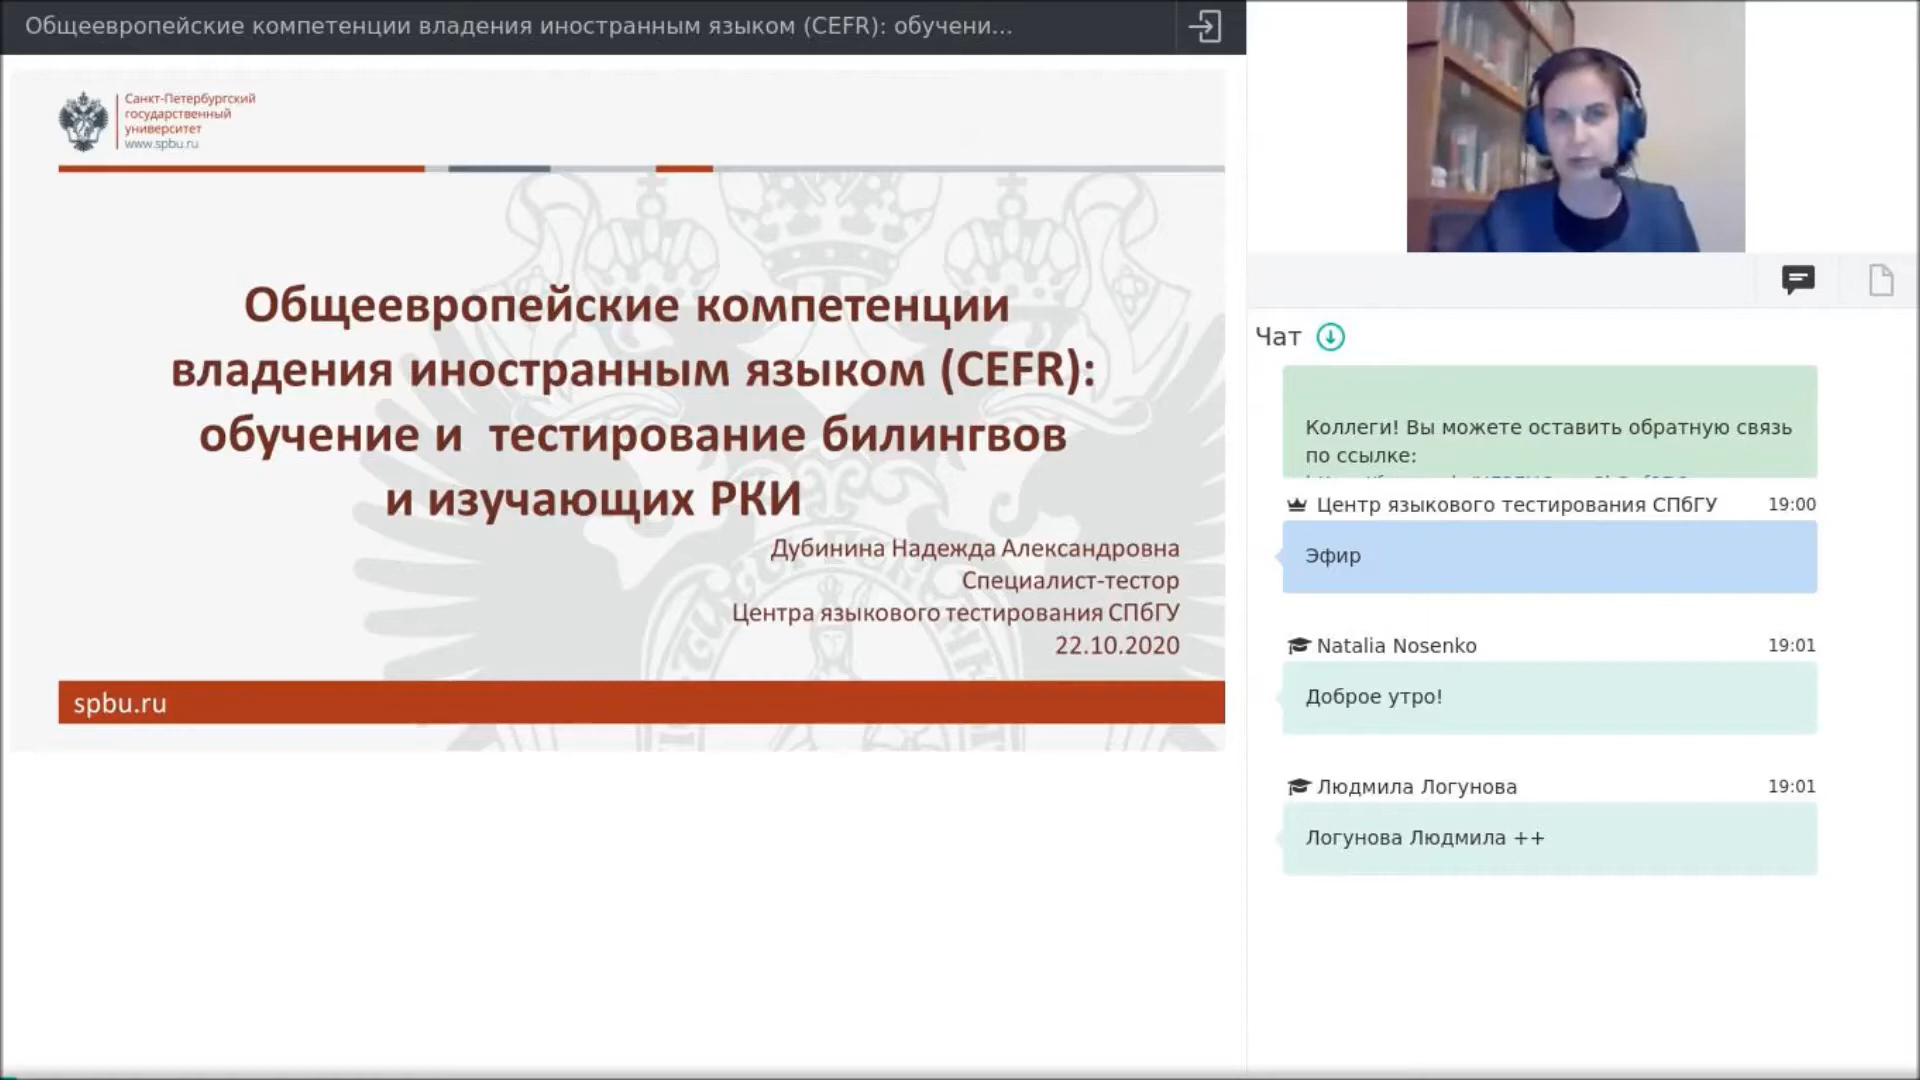 Общеевропейские компетенции владения иностранным языком (CEFR): обучени...
Санкт-Петербургский
государственный
университет
www.spbu.ru
Общеевропейские компетенции
владения иностранным языком (CEFR):
обучение и тестирование билингвов
и изучающих РКИ
Дубинина Надежда Александровна
Специалист-тестор
Центра языкового тестирования СПбГУ
22.10.2020
spbu.ru
Чат
Коллеги! Вы можете оставить обратную связь
по ссылке:
Центр языкового тестирования СПбГУ 19:00
Эфир
Natalia Nosenko 19:01
Доброе утро!
Людмила Логунова 19:01
Логунова Людмила ++